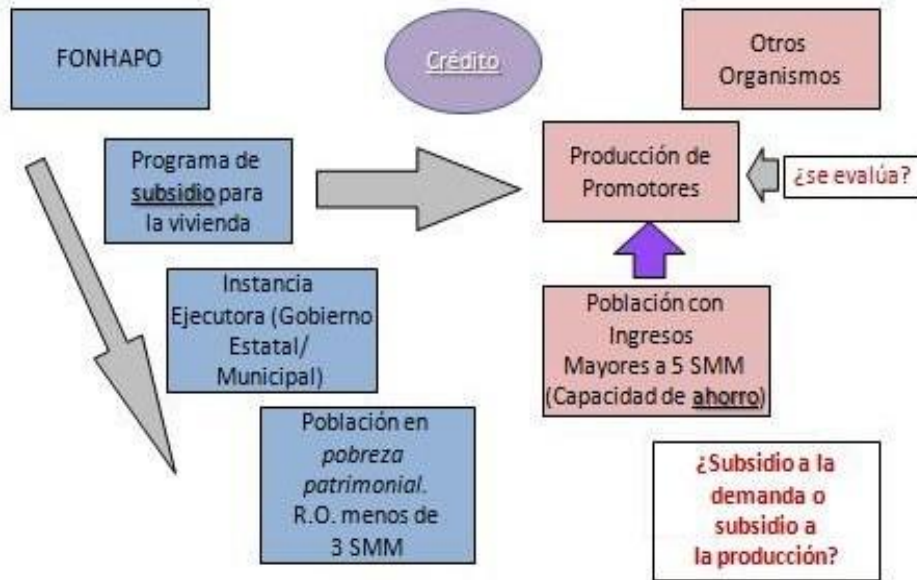 FONHAPO
Crédito
Otros
Organismos
Programa de
subsidio para
la vivienda
Producción de
Promotores
¿se evalúa?
Instancia
Ejecutora (Gobierno
Estatal/
Municipal)
Población con
Ingresos
Mayores a 5 SMM
(Capacidad de ahorro)
Población en
pobreza
patrimonial.
R.O. menos de
3 SMM
¿Subsidio a la
demanda o
subsidio a
la producción?